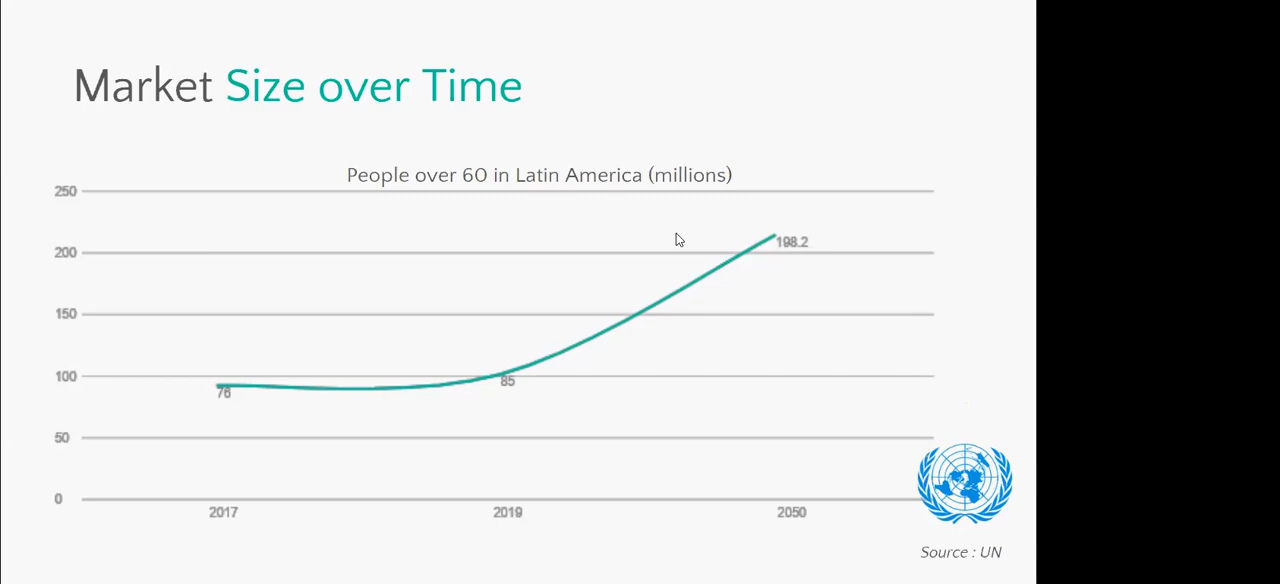 Market Size over Time
People over 60 in Latin America (millions)
250
200
150
100
50
0
198.2
85
76
2017 2019 2050
Source : UN